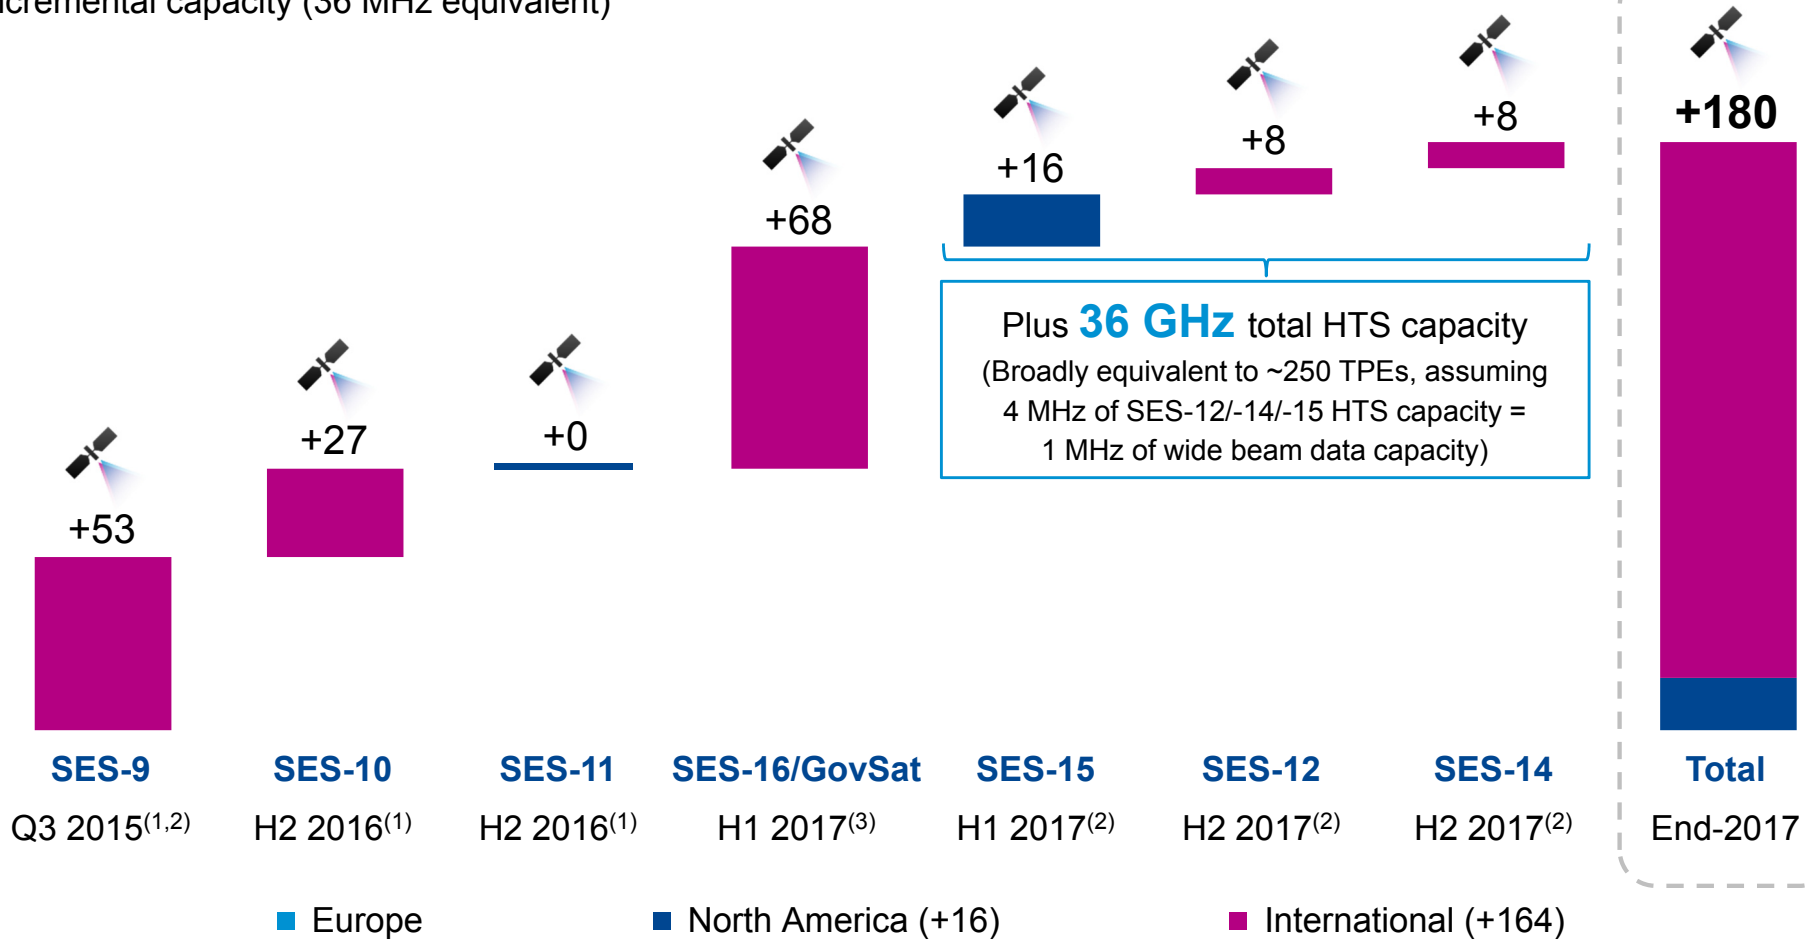 capacity (36 MHz equivalent)
+180
+8
+8
+16
+68
+27
+0
+53
Plus 36 GHz total HTS capacity
(Broadly equivalent to ~250 TPEs, assuming
4 MHz of SES-12/-14/-15 HTS capacity =
1 MHz of wide beam data capacity)
SES-9 SES-10 SES-11 SES-16/GovSat SES-15 SES-12 SES-14 Total
Q3 2015(1,2) H2 2016(1) H2 2016(1) H1 2017(3) H1 2017(2) H2 2017(2) H2 2017(2) End-2017
Europe North America (+16) International (+164)